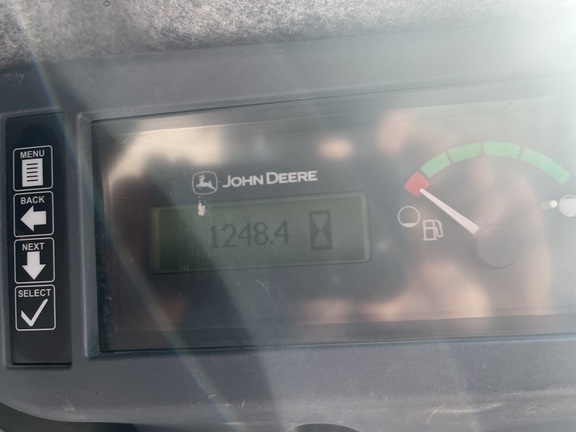 MENU
BACK
NEXT
SELECT
JOHN DEERE
1248.4